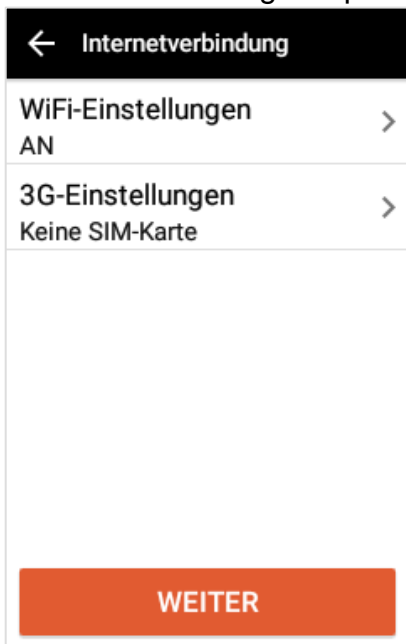 Internetverbindung
WiFi-Einstellungen
AN
3G-Einstellungen
Keine SIM-Karte
WEITER